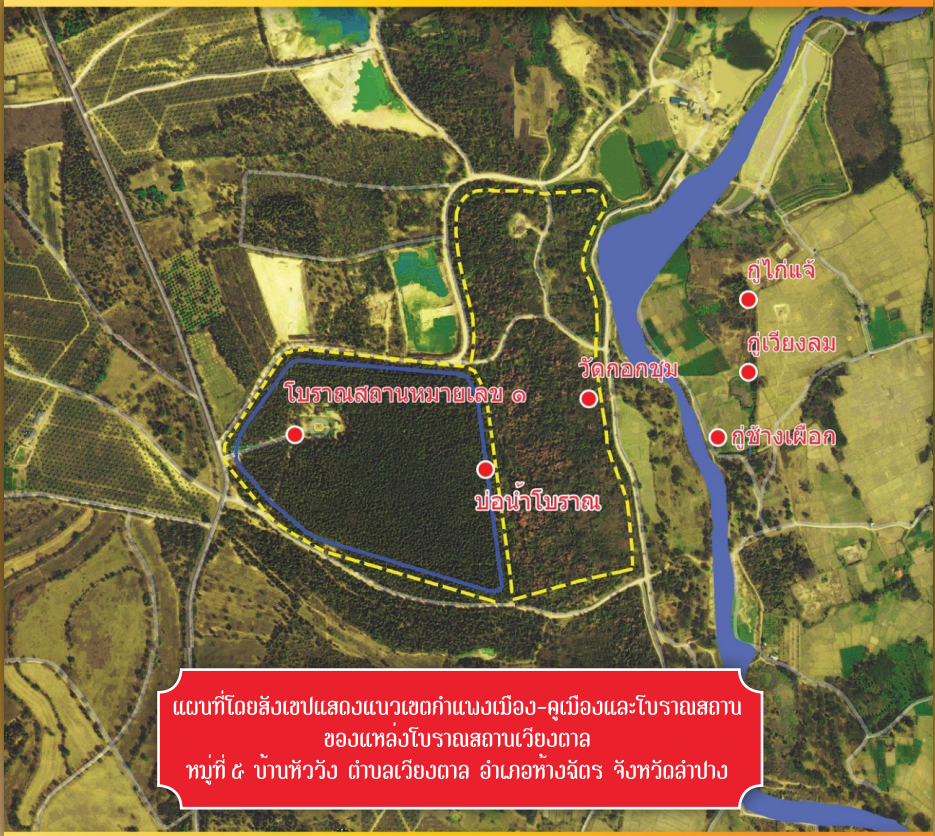 กู่ไก่แจ้
กู่เวียงลม
วัดกอกชุม
โบราณสถานหมายเลข ๑
กู่ช้างเผือก
บ่อน้ำโบราณ
แผนที่โดยสังเขปแสดงแนวเขตกำแพงเมือง-คูเมืองและโบราณสถาน
ของแหล่งโบราณสถานเวียงตาล
หมู่ที่ ๕ บ้านหัววัง ตำบลเวียงตาล อำเภอห้างฉัตร จังหวัดลำปาง